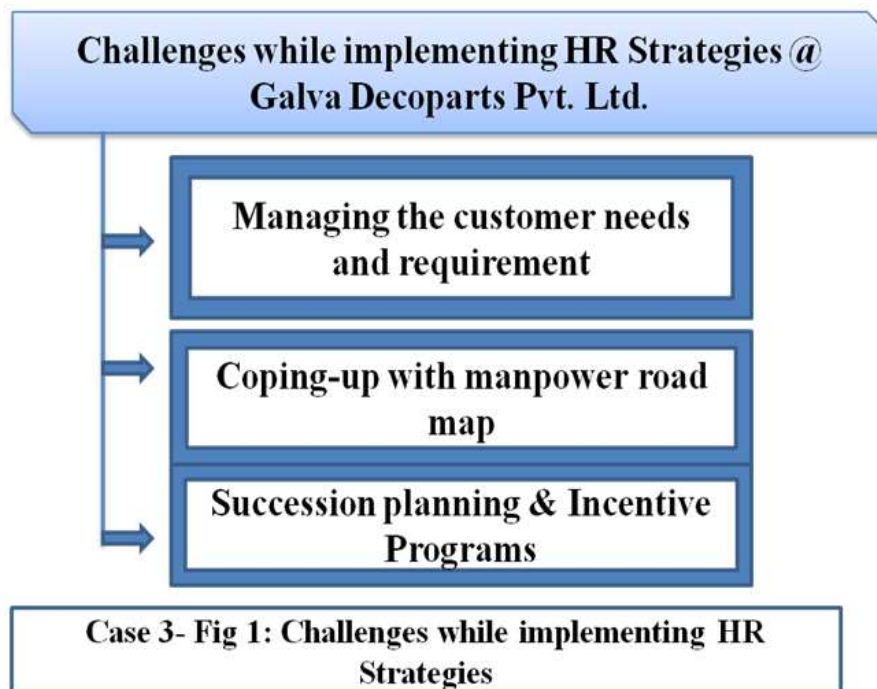 Challenges while implementing HR Strategies @
Galva Decoparts Pvt. Ltd.
Managing the customer needs
and requirement
Coping-up with manpower road
map
Succession planning & Incentive
Programs
Case 3- Fig 1: Challenges while implementing HR
Strategies